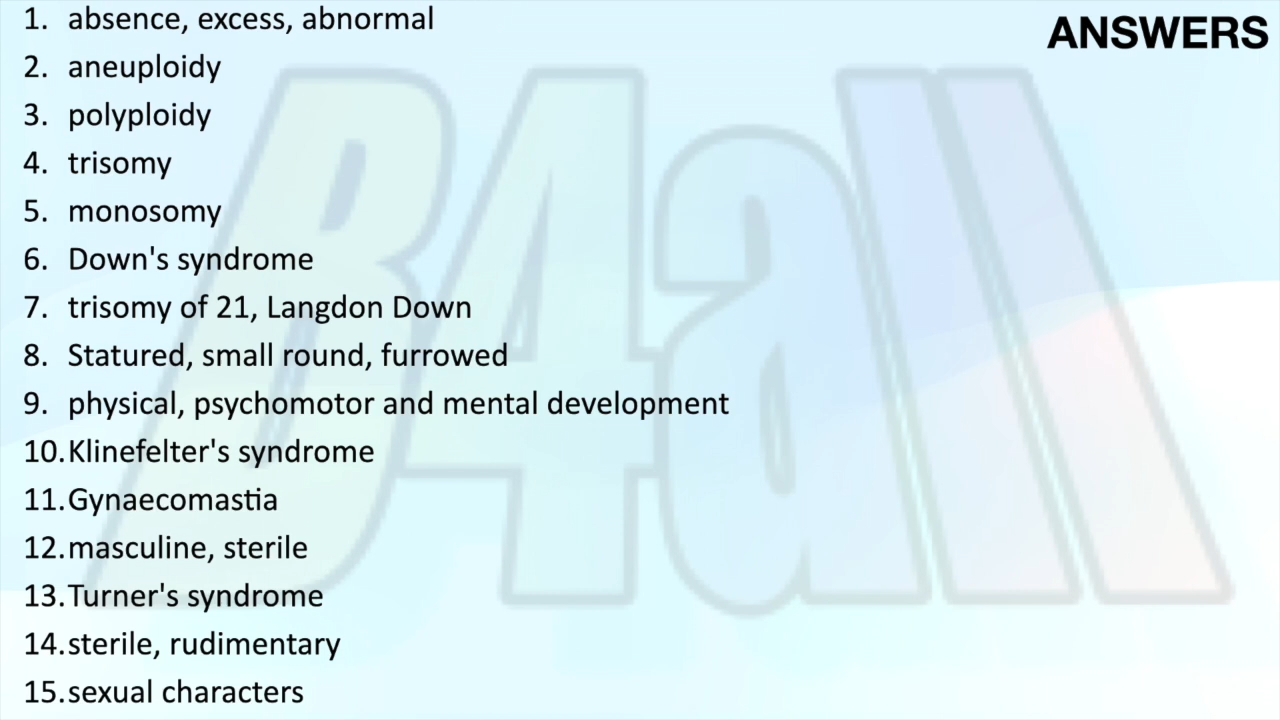 ANSWERS
1. absence, excess, abnormal
2. aneuploidy
3. polyploidy
4. trisomy
5. monosomy
6. Down's syndrome
7. trisomy of 21, Langdon Down
8. Statured, small round, furrowed
9. physical, psychomotor and mental development
10. Klinefelter's syndrome
11. Gynaecomastia
12. masculine, sterile
13. Turner's syndrome
14. sterile, rudimentary
15. sexual characters
B4all